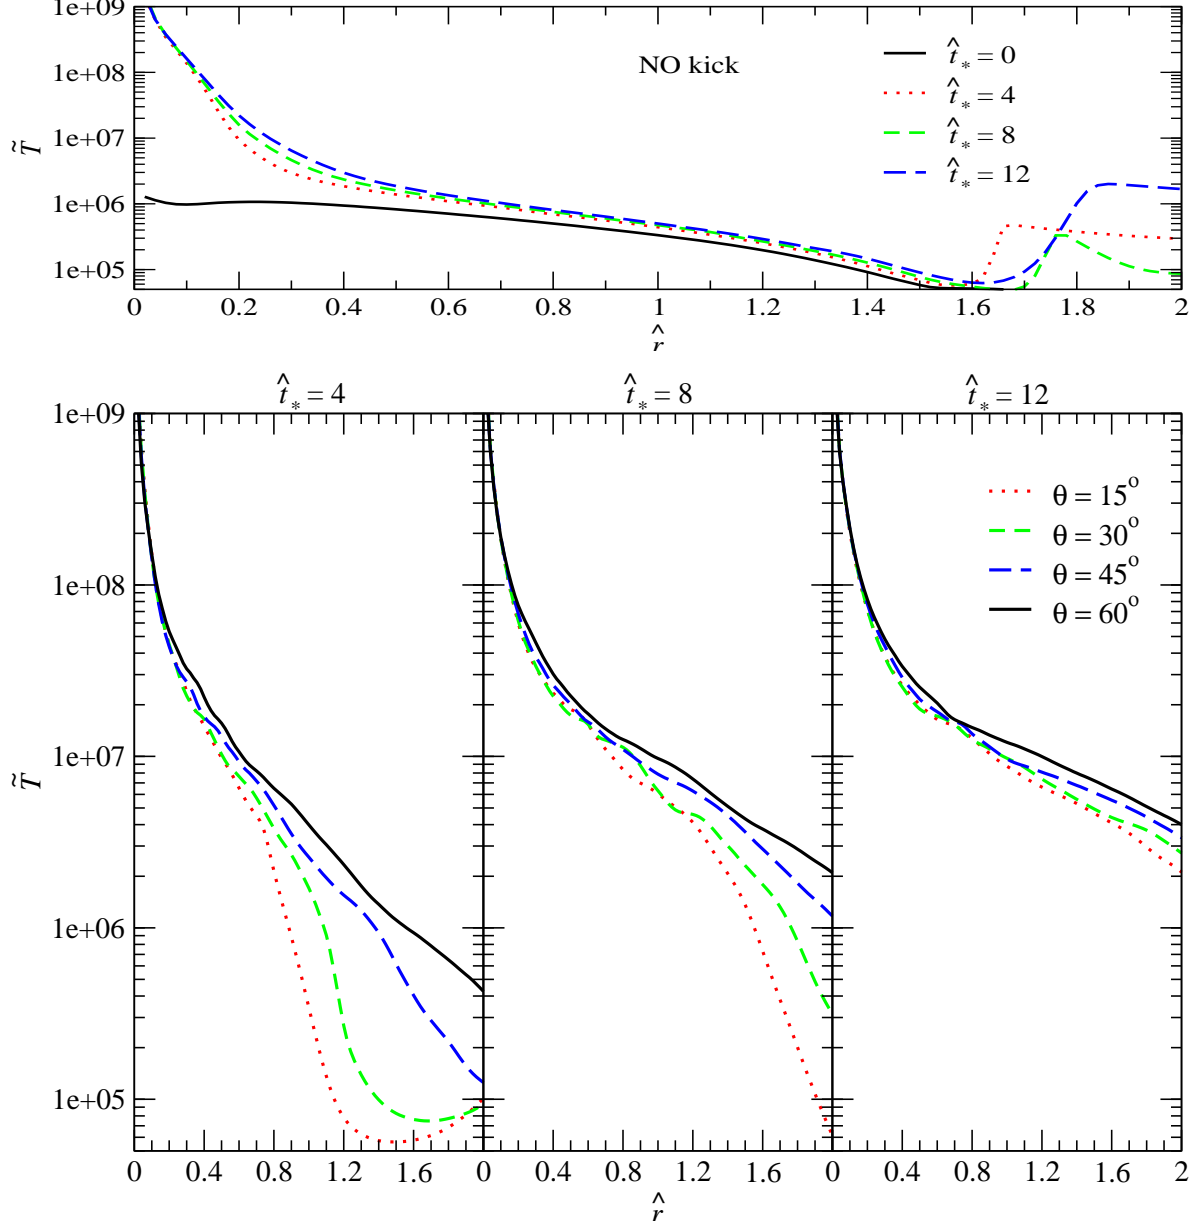 1e+09
1e+08
1e+07
1e+06
1e+05
T̃
NO kick
t̂* = 0
t̂* = 4
t̂* = 8
t̂* = 12
0 0.2 0.4 0.6 0.8 1 1.2 1.4 1.6 1.8 2
r̂
t̂* = 4 t̂* = 8 t̂* = 12
1e+09
1e+08
1e+07
1e+06
1e+05
T̃
θ = 15°
θ = 30°
θ = 45°
θ = 60°
0 0.4 0.8 1.2 1.6 0 0.4 0.8 1.2 1.6 0 0.4 0.8 1.2 1.6 2
r̂